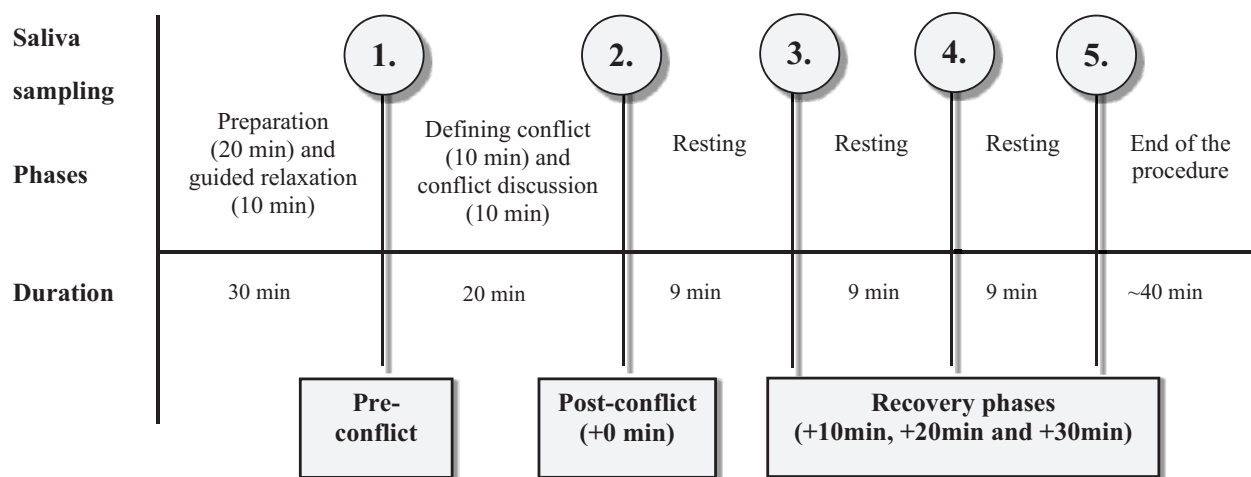 Saliva
sampling
1.
2.
3.
4.
5.
Phases
Preparation
(20 min) and
guided relaxation
(10 min)
Defining conflict
(10 min) and
conflict discussion
(10 min)
Resting
Resting
Resting
End of the
procedure
Duration
30 min
20 min
9 min
9 min
9 min
~40 min
Pre-
conflict
Post-conflict
(+0 min)
Recovery phases
(+10min, +20min and +30min)